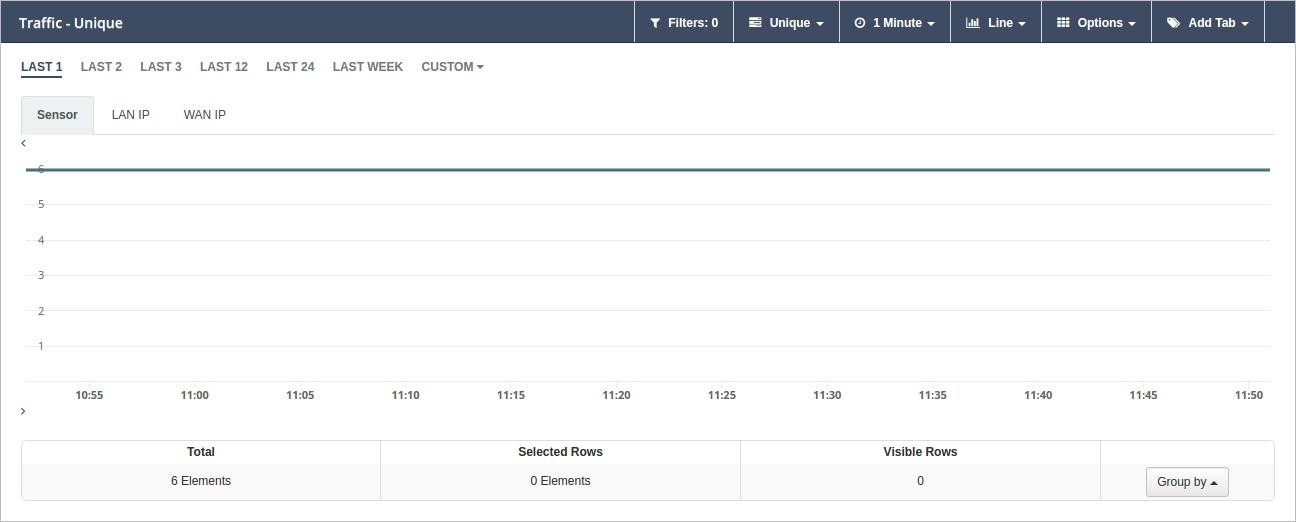 Traffic - Unique Filters: 0 Unique 1 Minute Line Options Add Tab
LAST 1 LAST 2 LAST 3 LAST 12 LAST 24 LAST WEEK CUSTOM
Sensor LAN IP WAN IP
6
5
4
3
2
1
10:55 11:00 11:05 11:10 11:15 11:20 11:25 11:30 11:35 11:40 11:45 11:50
Total Selected Rows Visible Rows
6 Elements 0 Elements 0 Group by